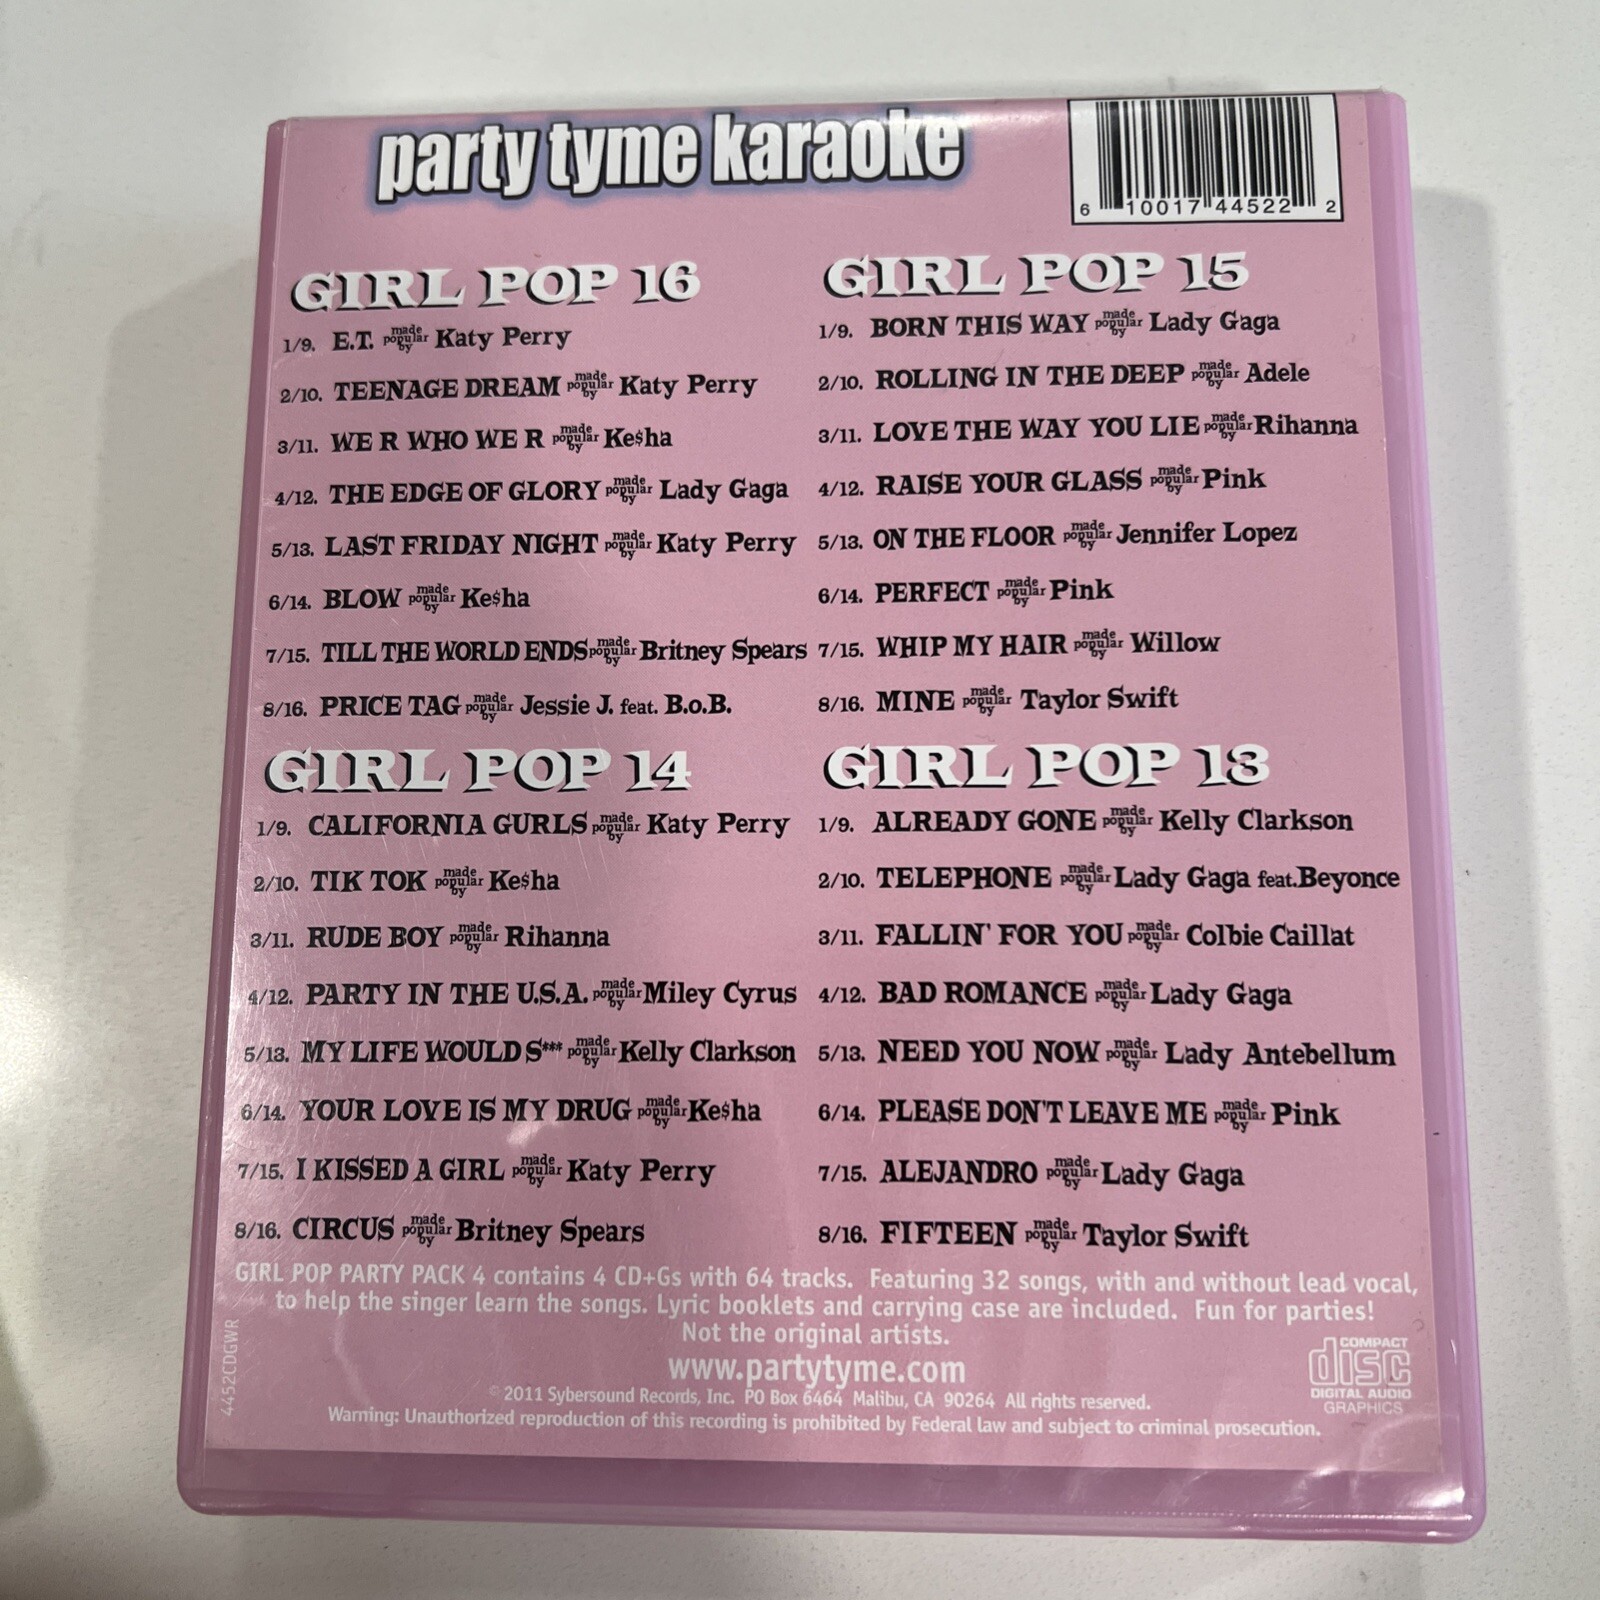 party tyme karaoke
6 10017 44522 2
GIRL POP 16
1/9. E.T. made popular by Katy Perry
2/10. TEENAGE DREAM made popular by Katy Perry
3/11. WE R WHO WE R made popular by Ke$ha
4/12. THE EDGE OF GLORY made popular by Lady Gaga
5/13. LAST FRIDAY NIGHT made popular by Katy Perry
6/14. BLOW made popular by Ke$ha
7/15. TILL THE WORLD ENDS made popular by Britney Spears
8/16. PRICE TAG made popular by Jessie J. feat. B.o.B.
GIRL POP 15
1/9. BORN THIS WAY made popular by Lady Gaga
2/10. ROLLING IN THE DEEP made popular by Adele
3/11. LOVE THE WAY YOU LIE made popular by Rihanna
4/12. RAISE YOUR GLASS made popular by Pink
5/13. ON THE FLOOR made popular by Jennifer Lopez
6/14. PERFECT made popular by Pink
7/15. WHIP MY HAIR made popular by Willow
8/16. MINE made popular by Taylor Swift
GIRL POP 14
1/9. CALIFORNIA GURLS made popular by Katy Perry
2/10. TIK TOK made popular by Ke$ha
3/11. RUDE BOY made popular by Rihanna
4/12. PARTY IN THE U.S.A. made popular by Miley Cyrus
5/13. MY LIFE WOULD S*** made popular by Kelly Clarkson
6/14. YOUR LOVE IS MY DRUG made popular by Ke$ha
7/15. I KISSED A GIRL made popular by Katy Perry
8/16. CIRCUS made popular by Britney Spears
GIRL POP 13
1/9. ALREADY GONE made popular by Kelly Clarkson
2/10. TELEPHONE made popular by Lady Gaga feat.Beyonce
3/11. FALLIN' FOR YOU made popular by Colbie Caillat
4/12. BAD ROMANCE made popular by Lady Gaga
5/13. NEED YOU NOW made popular by Lady Antebellum
6/14. PLEASE DON'T LEAVE ME made popular by Pink
7/15. ALEJANDRO made popular by Lady Gaga
8/16. FIFTEEN made popular by Taylor Swift
GIRL POP PARTY PACK 4 contains 4 CD+Gs with 64 tracks. Featuring 32 songs, with and without lead vocal,
to help the singer learn the songs. Lyric booklets and carrying case are included. Fun for parties!
Not the original artists.
www.partytyme.com
© 2011 Sybersound Records, Inc. PO Box 6464 Malibu, CA 90264 All rights reserved.
Warning: Unauthorized reproduction of this recording is prohibited by Federal law and subject to criminal prosecution.
4452CDGWR
COMPACT
disc
DIGITAL AUDIO
GRAPHICS